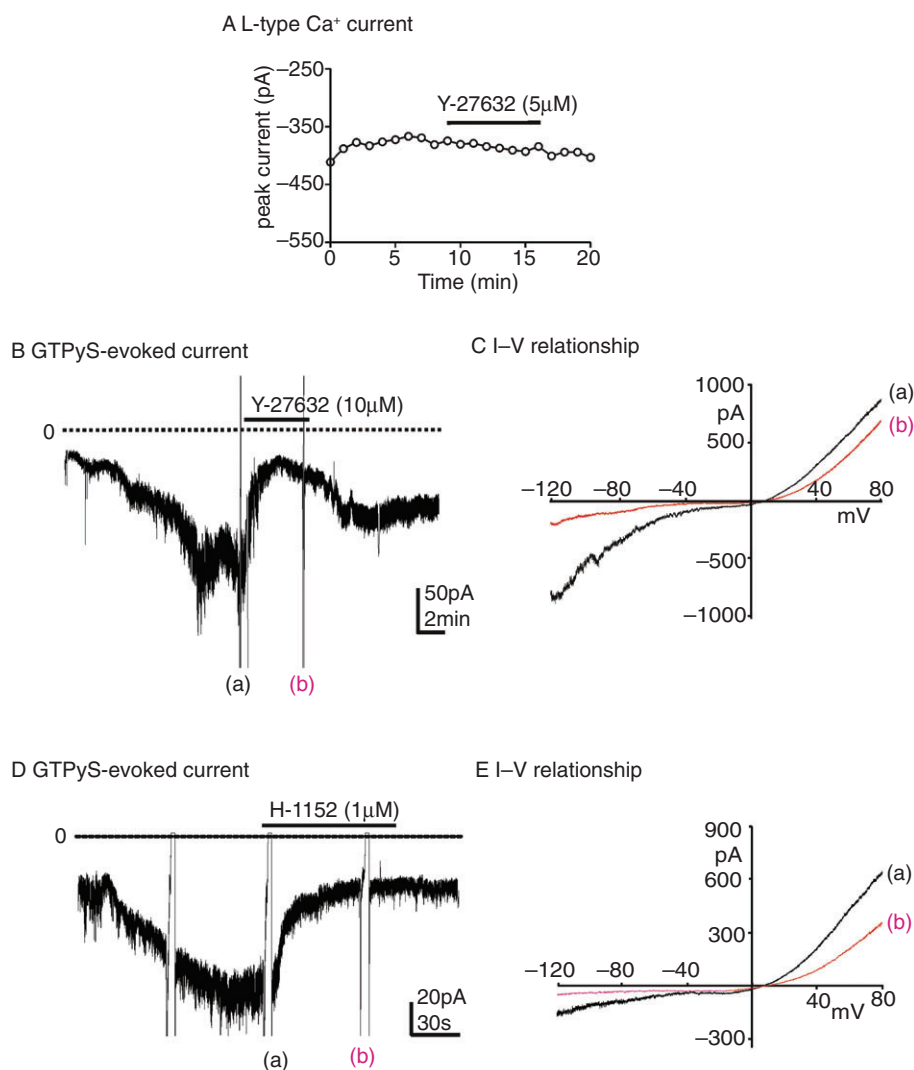 A L-type Ca⁺ current
peak current (pA)
−250
−350
−450
−550
Y-27632 (5μM)
0 5 10 15 20
Time (min)
B GTPyS-evoked current
0
Y-27632 (10μM)
50pA
2min
(a) (b)
C I–V relationship
1000
pA
500
−500
−1000
−120 −80 −40 40 80
mV
(a)
(b)
D GTPyS-evoked current
0
H-1152 (1μM)
20pA
30s
(a) (b)
E I–V relationship
900
pA
600
300
−300
−120 −80 −40 40 80
mV
(a)
(b)